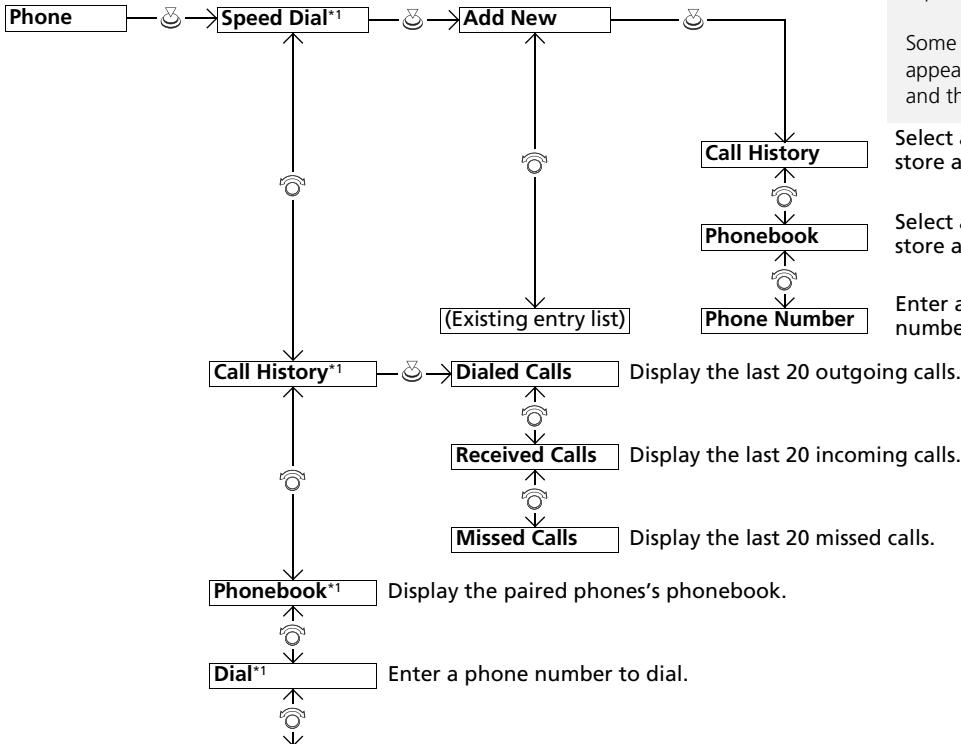 Phone
Speed Dial*1
Add New
Some
and th
Call History
Select
store a
Phonebook
Select
store a
(Existing entry list)
Phone Number
Enter a
Call History*1
Dialed Calls
Display the last 20 outgoing calls.
Received Calls
Display the last 20 incoming calls.
Missed Calls
Display the last 20 missed calls.
Phonebook*1
Display the paired phones's phonebook.
Dial*1
Enter a phone number to dial.